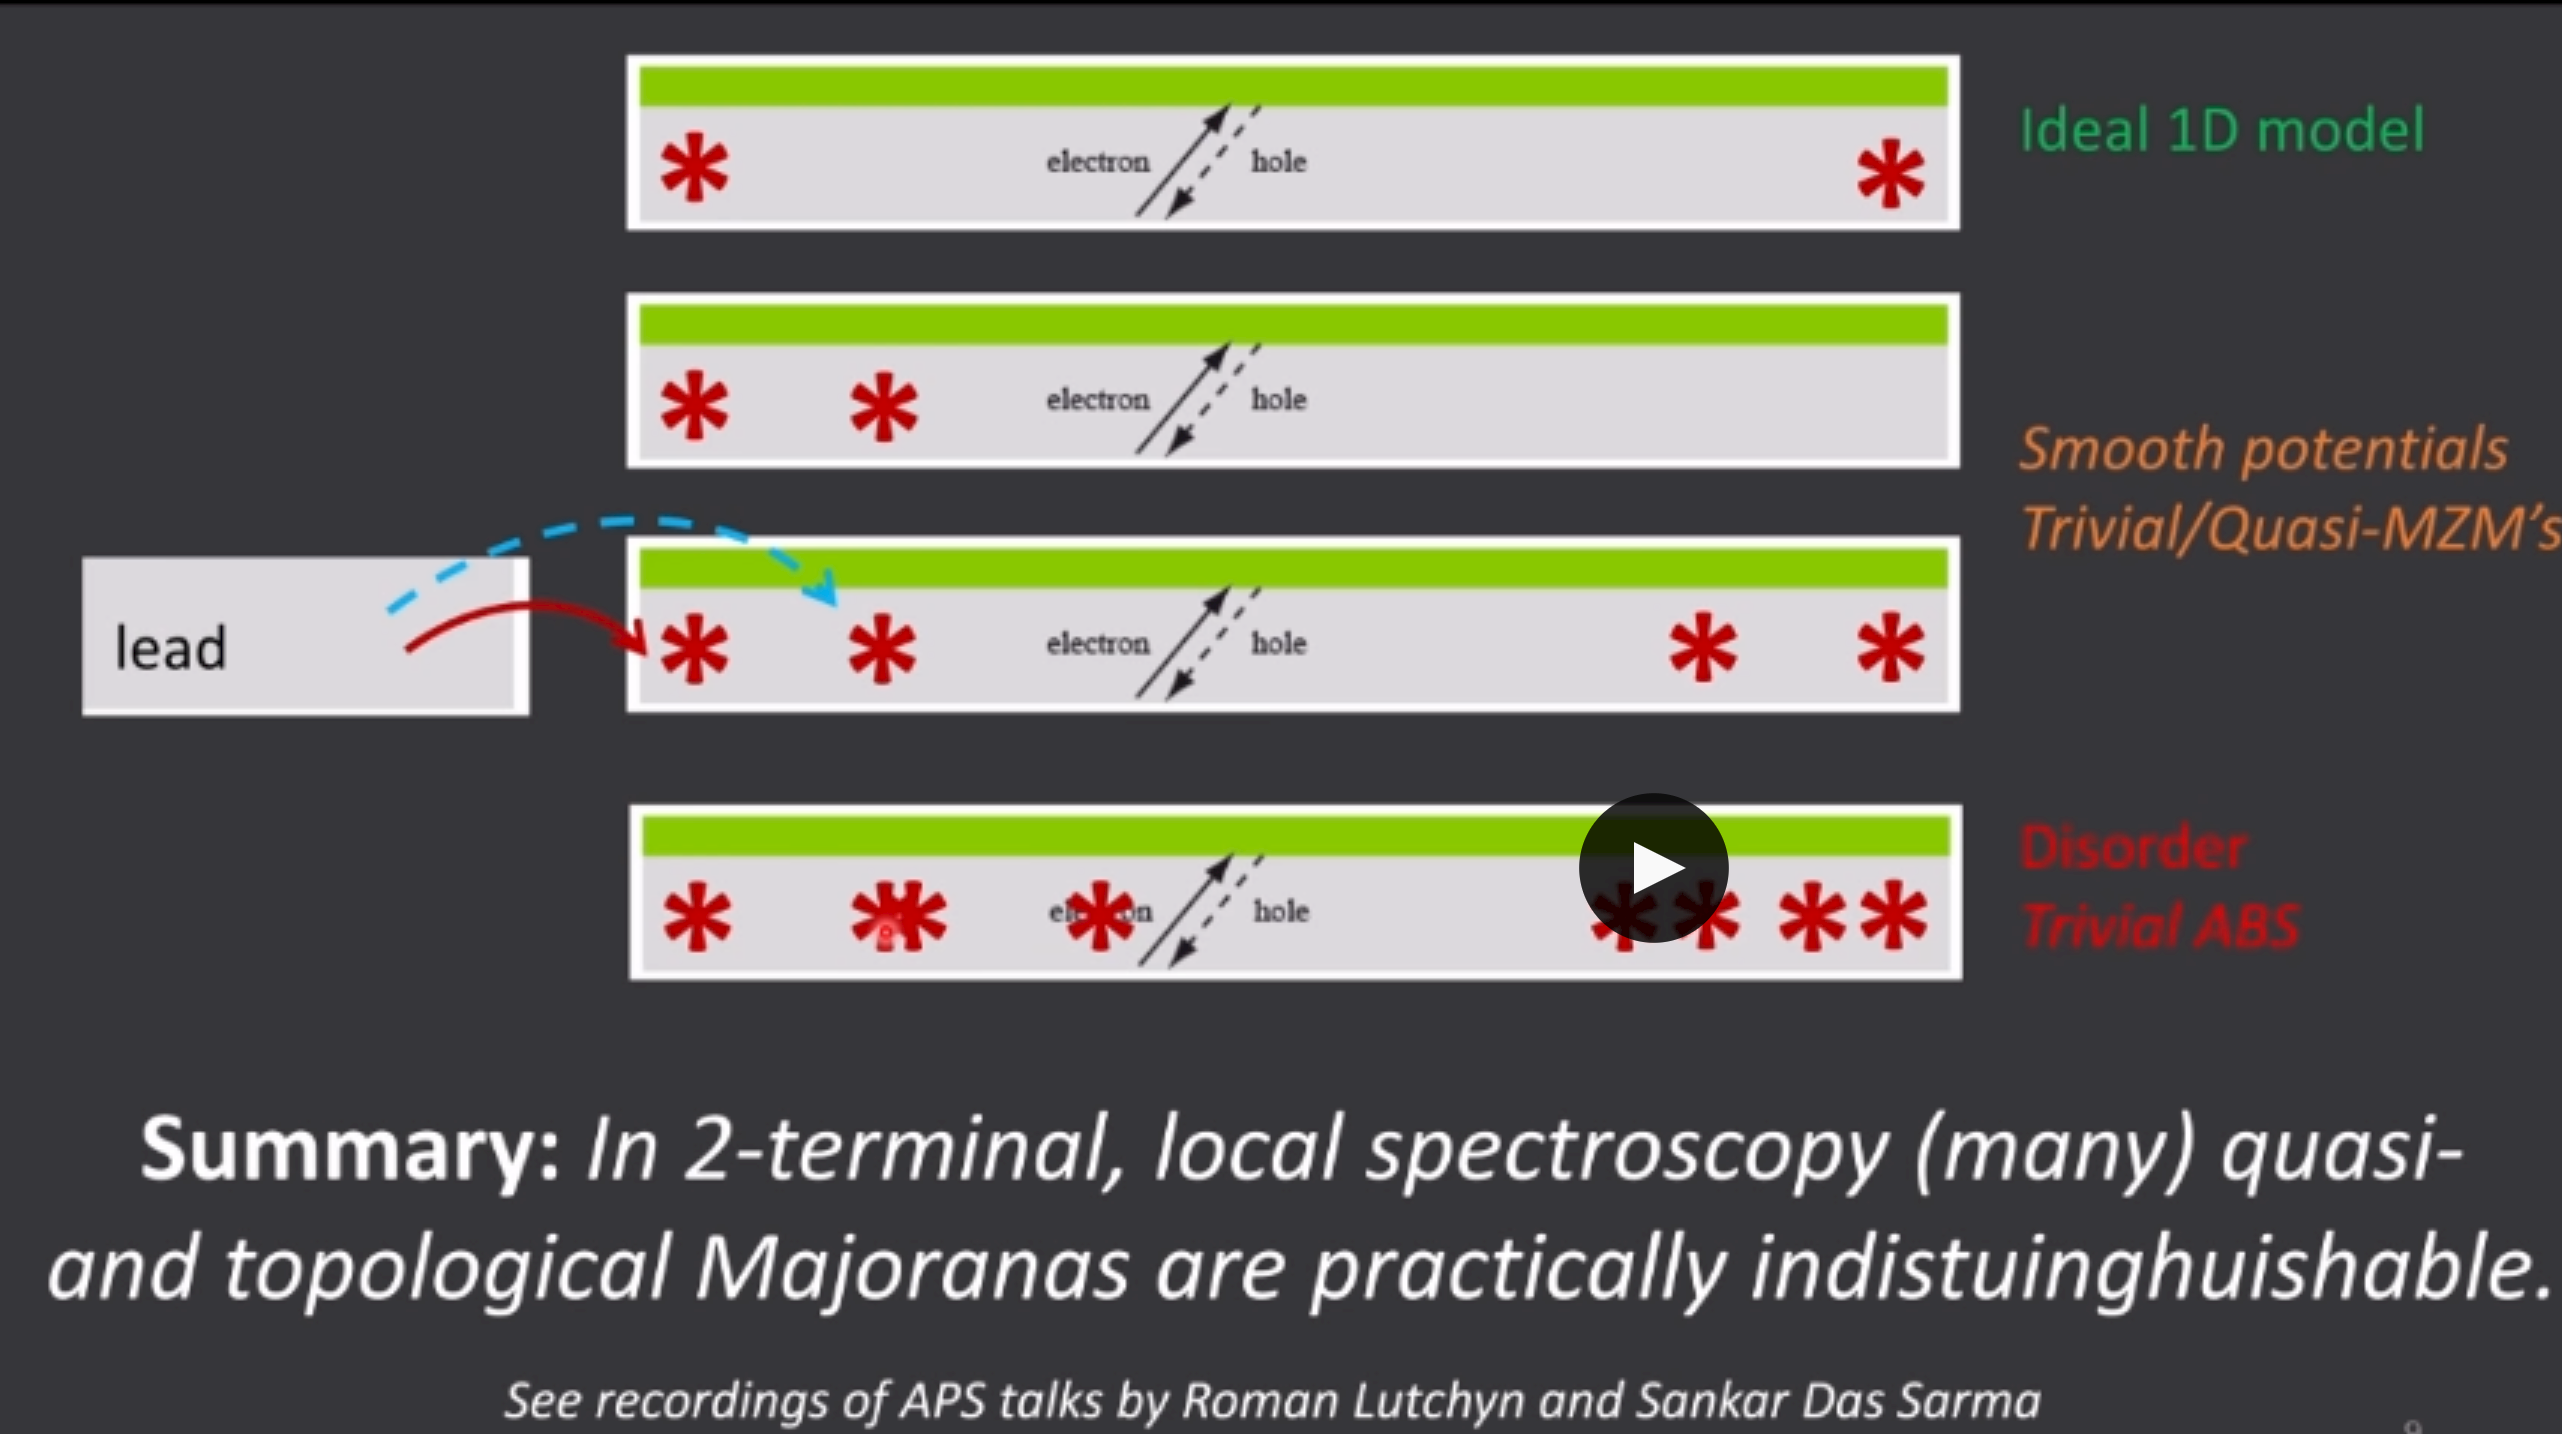 electron hole
Ideal 1D model
electron hole
Smooth potentials
Trivial/Quasi-MZM's
lead
electron hole
Disorder
Trivial ABS
electron hole
Summary: In 2-terminal, local spectroscopy (many) quasi-
and topological Majoranas are practically indistuinghuishable.
See recordings of APS talks by Roman Lutchyn and Sankar Das Sarma
9